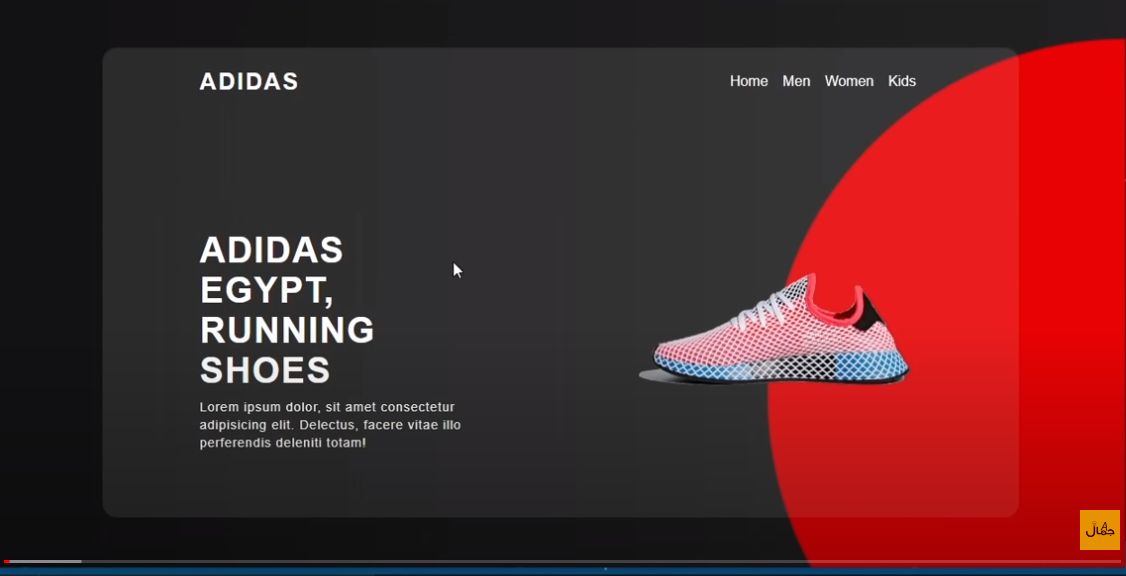 ADIDAS
Home Men Women Kids
ADIDAS
EGYPT,
RUNNING
SHOES
Lorem ipsum dolor, sit amet consectetur
adipisicing elit. Delectus, facere vitae illo
perferendis deleniti totam!
جمال